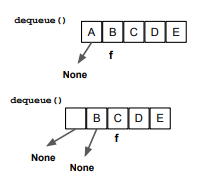 dequeue() A B C D E
f
None
dequeue() B C D E
f
None
None